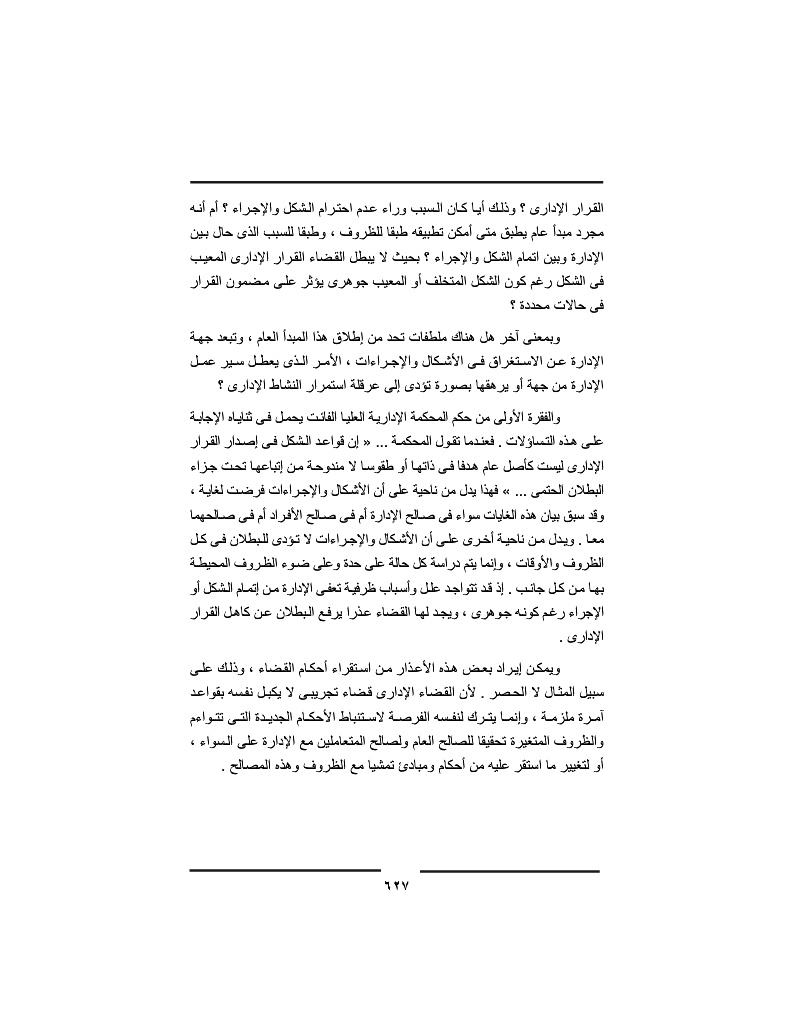 القرار الإدارى ؟ وذلك أيا كان السبب وراء عدم احترام الشكل والإجراء ؟ أم أنه
مجرد مبدأ عام يطبق متى أمكن تطبيقه طبقا للظروف ، وطبقا للسبب الذى حال بين
الإدارة وبين اتمام الشكل والإجراء ؟ بحيث لا يبطل القضاء القرار الإدارى المعيب
فى الشكل رغم كون الشكل المتخلف أو المعيب جوهرى يؤثر على مضمون القرار
فى حالات محددة ؟
وبمعنى آخر هل هناك ملطفات تحد من إطلاق هذا المبدأ العام ، وتبعد جهة
الإدارة عن الاستغراق فى الأشكال والإجراءات ، الأمر الذى يعطل سير عمل
الإدارة من جهة أو يرهقها بصورة تؤدى إلى عرقلة استمرار النشاط الإدارى ؟
والفقرة الأولى من حكم المحكمة الإدارية العليا الفائت يحمل فى ثناياه الإجابة
على هذه التساؤلات . فعندما تقول المحكمة ... « إن قواعد الشكل فى إصدار القرار
الإدارى ليست كأصل عام هدفا فى ذاتها أو طقوسا لا مندوحة من إتباعها تحت جزاء
البطلان الحتمى ... » فهذا يدل من ناحية على أن الأشكال والإجراءات فرضت لغاية ،
وقد سبق بيان هذه الغايات سواء فى صالح الإدارة أم فى صالح الأفراد أم فى صالحهما
معا . ويدل من ناحية أخرى على أن الأشكال والإجراءات لا تؤدى للبطلان فى كل
الظروف والأوقات ، وإنما يتم دراسة كل حالة على حدة وعلى ضوء الظروف المحيطة
بها من كل جانب . إذ قد تتواجد علل وأسباب ظرفية تعفى الإدارة من إتمام الشكل أو
الإجراء رغم كونه جوهرى ، ويجد لها القضاء عذرا يرفع البطلان عن كاهل القرار
الإدارى .
ويمكن إيراد بعض هذه الأعذار من استقراء أحكام القضاء ، وذلك على
سبيل المثال لا الحصر . لأن القضاء الإدارى قضاء تجريبى لا يكبل نفسه بقواعد
آمرة ملزمة ، وإنما يترك لنفسه الفرصة لاستنباط الأحكام الجديدة التى تتواءم
والظروف المتغيرة تحقيقا للصالح العام ولصالح المتعاملين مع الإدارة على السواء ،
أو لتغيير ما استقر عليه من أحكام ومبادئ تمشيا مع الظروف وهذه المصالح .
٦٢٧